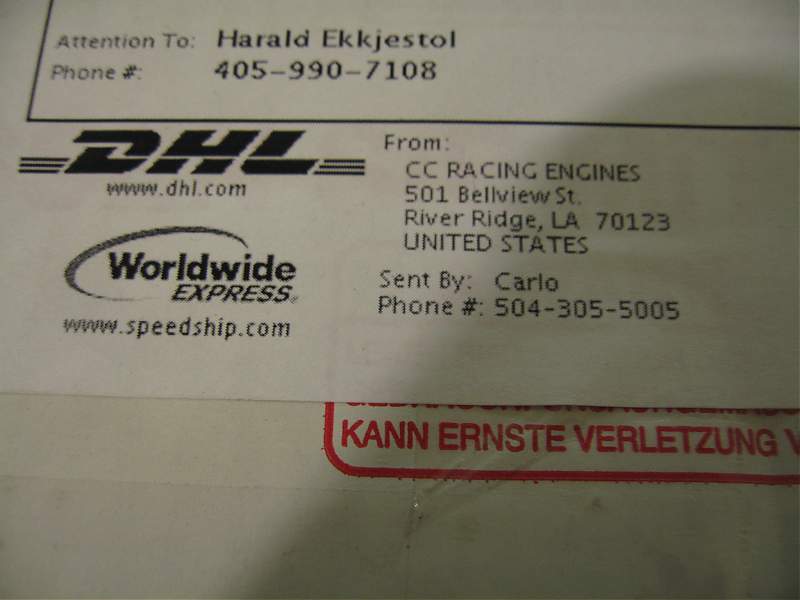 Attention To: Harald Ekkjestol
Phone #: 405-990-7108
DHL
www.dhl.com
Worldwide
EXPRESS
www.speedship.com
From:
CC RACING ENGINES
501 Bellview St.
River Ridge, LA 70123
UNITED STATES
Sent By: Carlo
Phone #: 504-305-5005
KANN ERNSTE VERLETZUNG